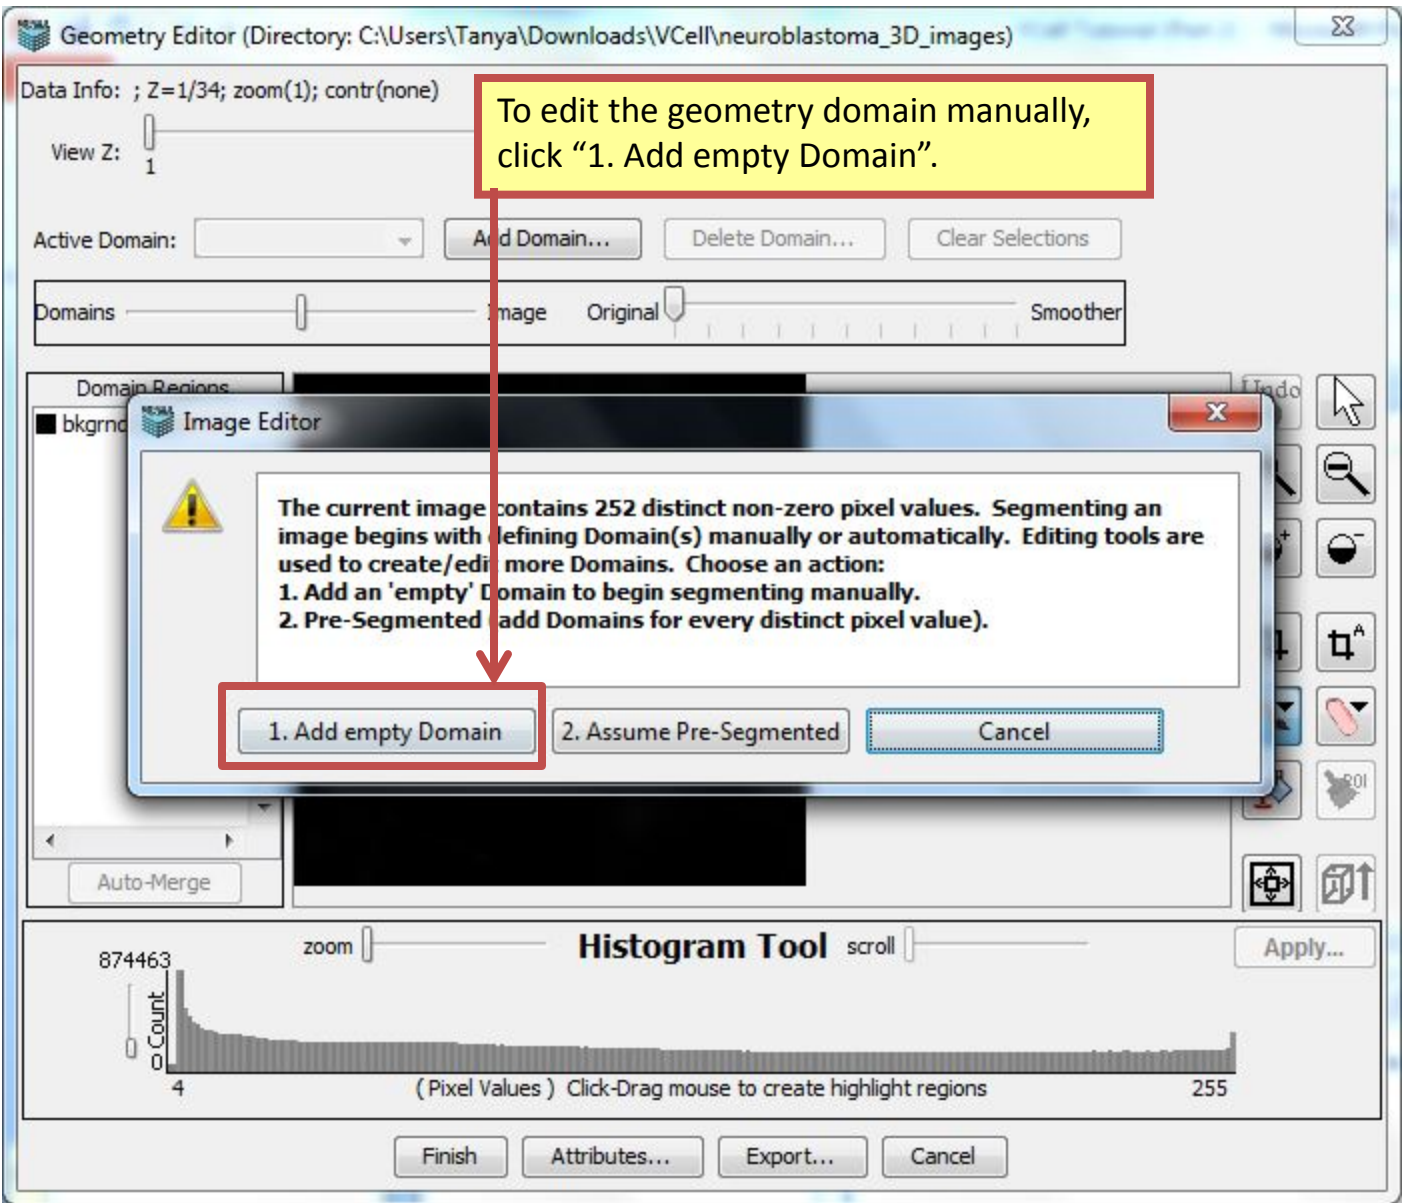 Geometry Editor (Directory: C:\Users\Tanya\Downloads\VCell\neuroblastoma_3D_images)
Data Info: ; Z=1/34; zoom(1); contr(none)
To edit the geometry domain manually,
click “1. Add empty Domain”.
View Z:
1
Active Domain: Add Domain... Delete Domain... Clear Selections
Domains Image Original Smoother
Domain Regions
Undo
bkgrnd
Image Editor
The current image contains 252 distinct non-zero pixel values. Segmenting an
image begins with defining Domain(s) manually or automatically. Editing tools are
used to create/edit more Domains. Choose an action:
1. Add an 'empty' Domain to begin segmenting manually.
2. Pre-Segmented (add Domains for every distinct pixel value).
A
1. Add empty Domain 2. Assume Pre-Segmented Cancel
ROI
Auto-Merge
zoom Histogram Tool scroll Apply...
874463
Count
0
4 (Pixel Values) Click-Drag mouse to create highlight regions 255
Finish Attributes... Export... Cancel